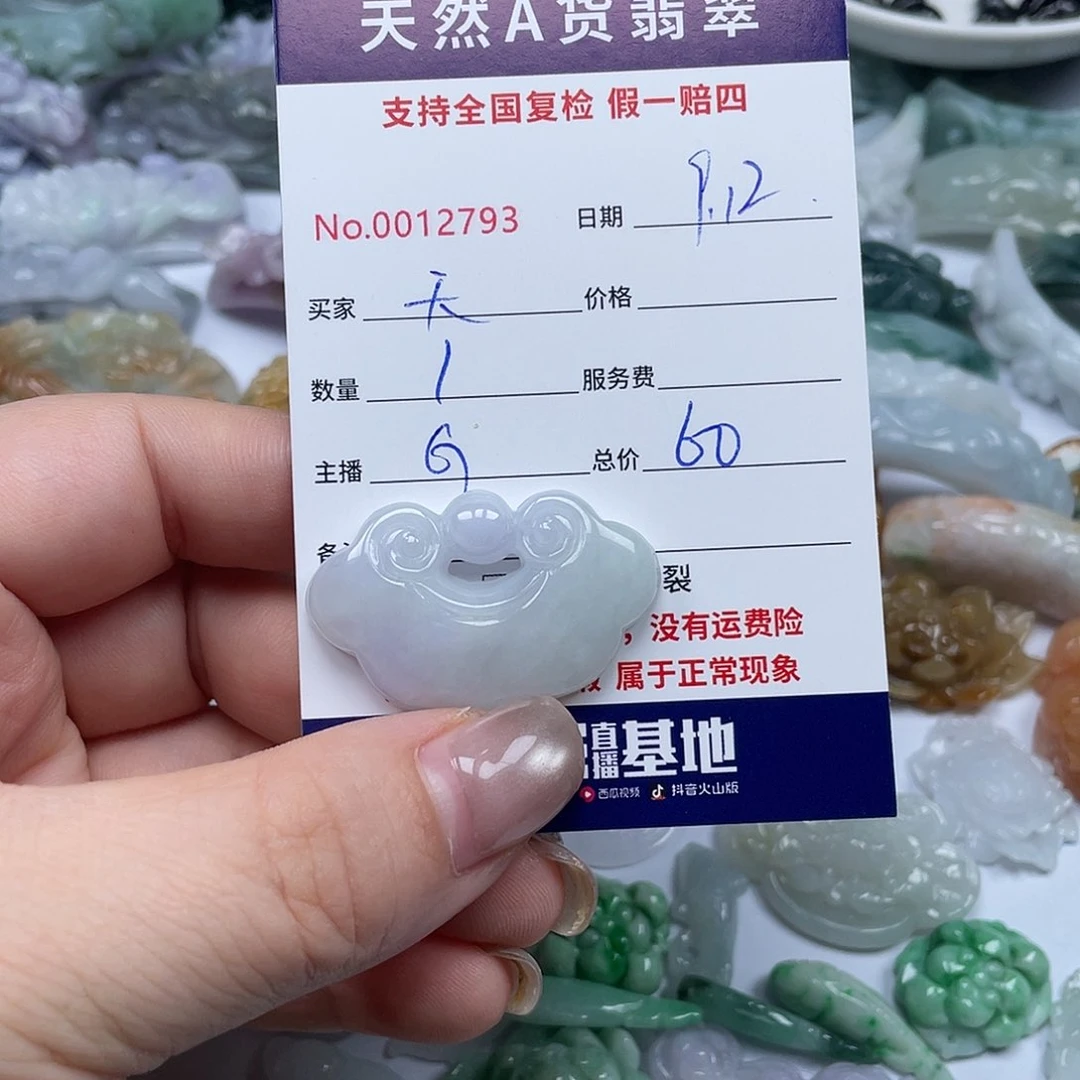 天然A货翡翠
支持全国复检 假一赔四
No.0012793 日期 9.12.
买家 天 价格
数量 1 服务费
主播 G 总价 60
裂
，没有运费险
属于正常现象
直播基地
西瓜视频 抖音火山版